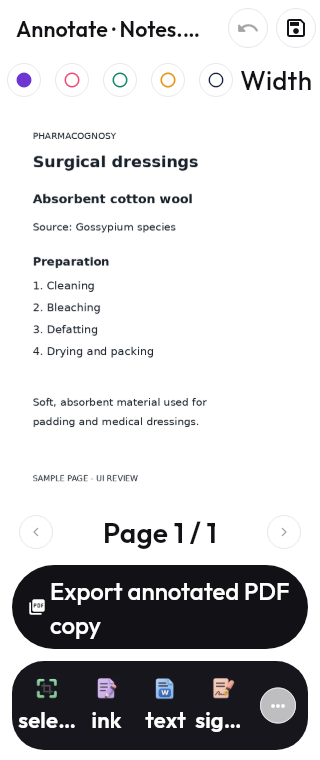 Annotate · Notes....
Width
PHARMACOGNOSY
Surgical dressings
Absorbent cotton wool
Source: Gossypium species
Preparation
1. Cleaning
2. Bleaching
3. Defatting
4. Drying and packing
Soft, absorbent material used for
padding and medical dressings.
SAMPLE PAGE · UI REVIEW
Page 1 / 1
PDF
Export annotated PDF
copy
sele... ink text sig...